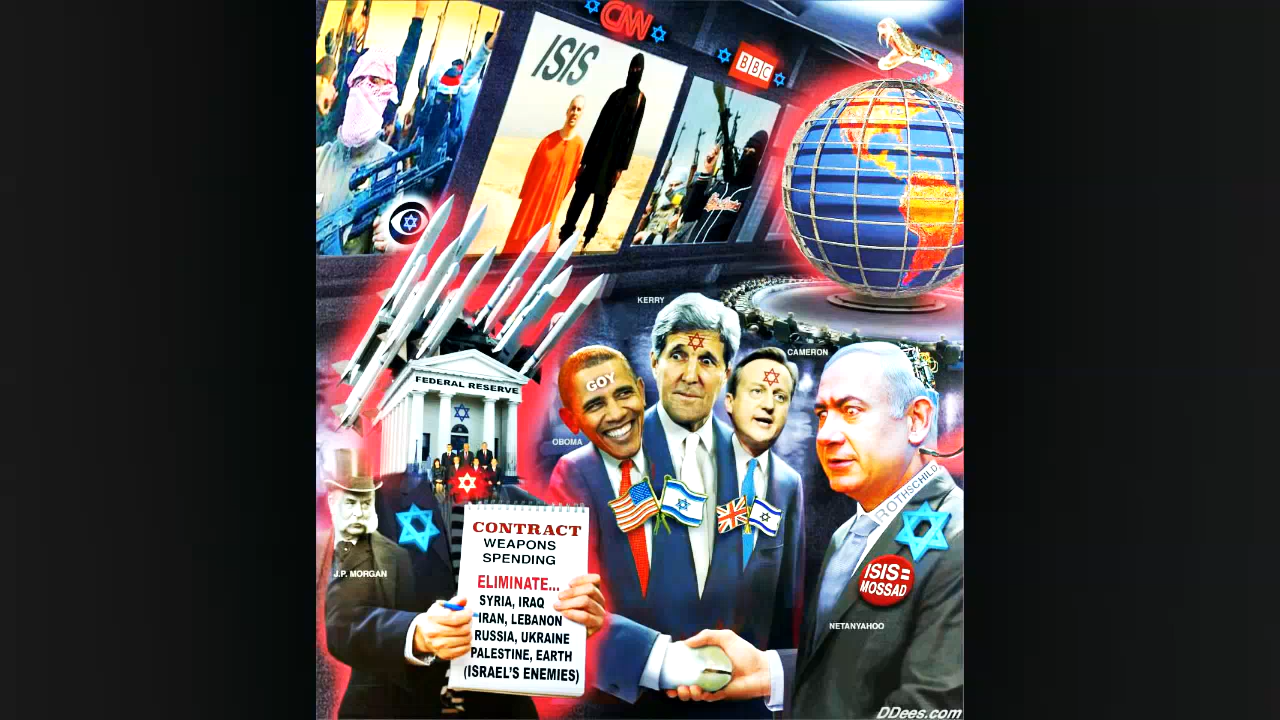 CNN
BBC
ISIS
KERRY
CAMERON
FEDERAL RESERVE
GOY
OBOMA
ROTHSCHILD
CONTRACT
WEAPONS
SPENDING
ELIMINATE...
SYRIA, IRAQ
IRAN, LEBANON
RUSSIA, UKRAINE
PALESTINE, EARTH
(ISRAEL'S ENEMIES)
J.P. MORGAN
ISIS=
MOSSAD
NETANYAHOO
DDees.com